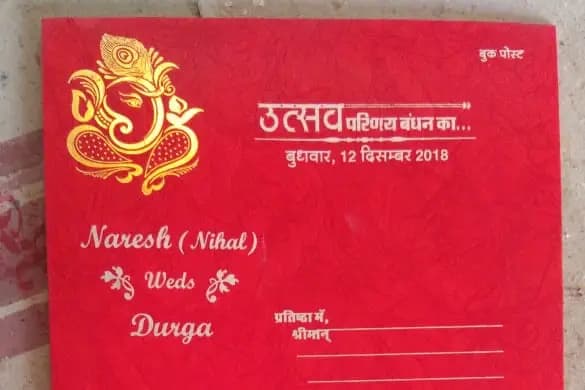 बुक पोस्ट
उत्सव परिणय बंधन का...
बुधवार, 12 दिसम्बर 2018
Naresh (Nihal)
Weds
Durga
प्रतिष्ठा में,
श्रीमान्